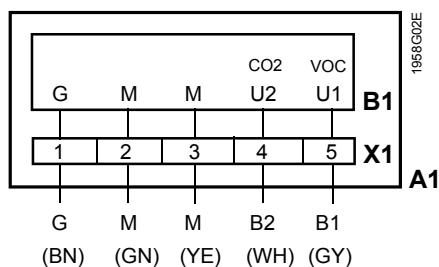 CO2 VOC
G M M U2 U1 B1
1 2 3 4 5 X1
A1
G M M B2 B1
(BN) (GN) (YE) (WH) (GY)
1958G02E